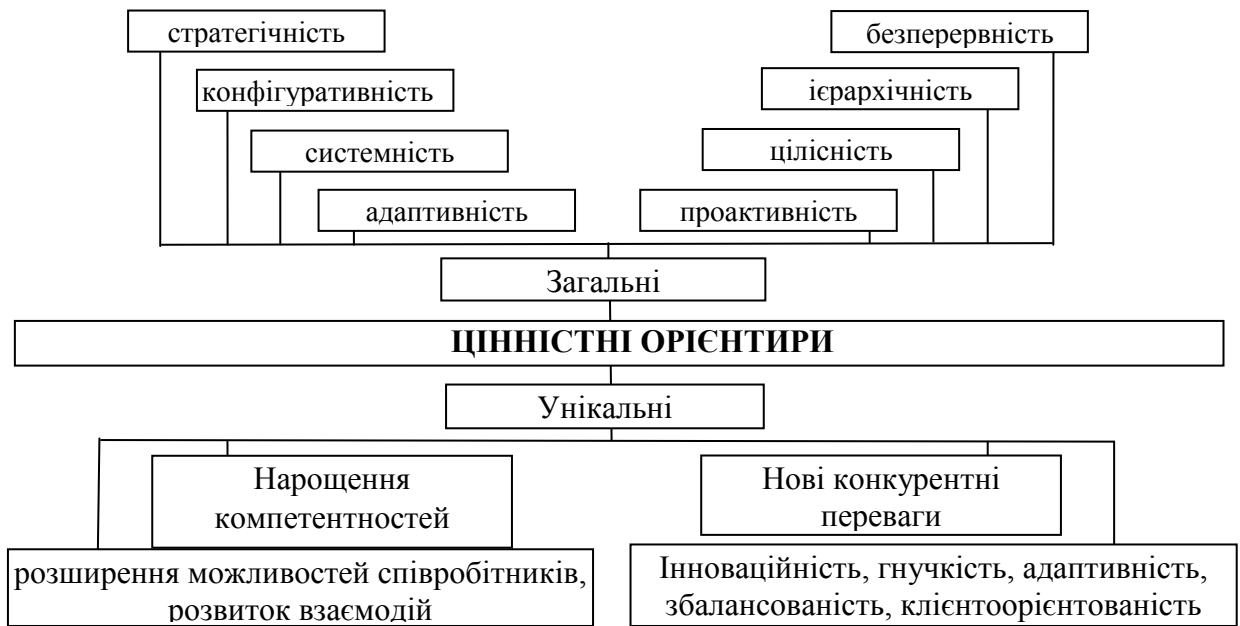 стратегічність
безперервність
конфігуративність
ієрархічність
системність
цілісність
адаптивність
проактивність
Загальні
ЦІННІСТНІ ОРІЄНТИРИ
Унікальні
Нарощення
компетентностей
Нові конкурентні
переваги
розширення можливостей співробітників,
розвиток взаємодій
Інноваційність, гнучкість, адаптивність,
збалансованість, клієнтоорієнтованість